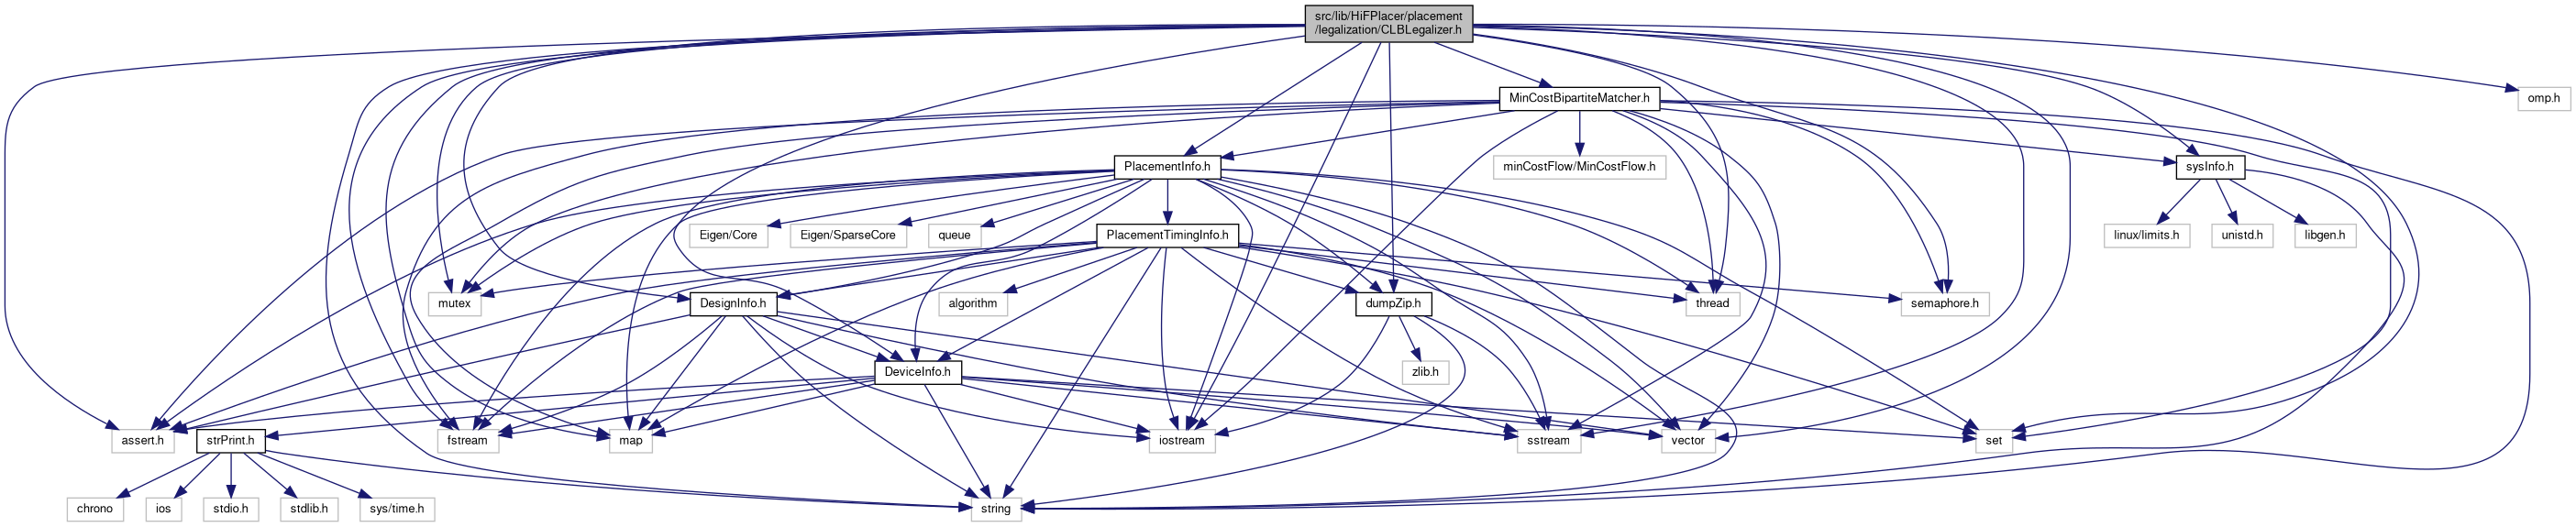 src/lib/HiFPlacer/placement
/legalization/CLBLegalizer.h
MinCostBipartiteMatcher.h
omp.h
PlacementInfo.h
minCostFlow/MinCostFlow.h
sysInfo.h
Eigen/Core
Eigen/SparseCore
queue
PlacementTimingInfo.h
linux/limits.h
unistd.h
libgen.h
mutex
DesignInfo.h
algorithm
dumpZip.h
thread
semaphore.h
DeviceInfo.h
zlib.h
assert.h
strPrint.h
fstream
map
iostream
sstream
vector
set
chrono
ios
stdio.h
stdlib.h
sys/time.h
string